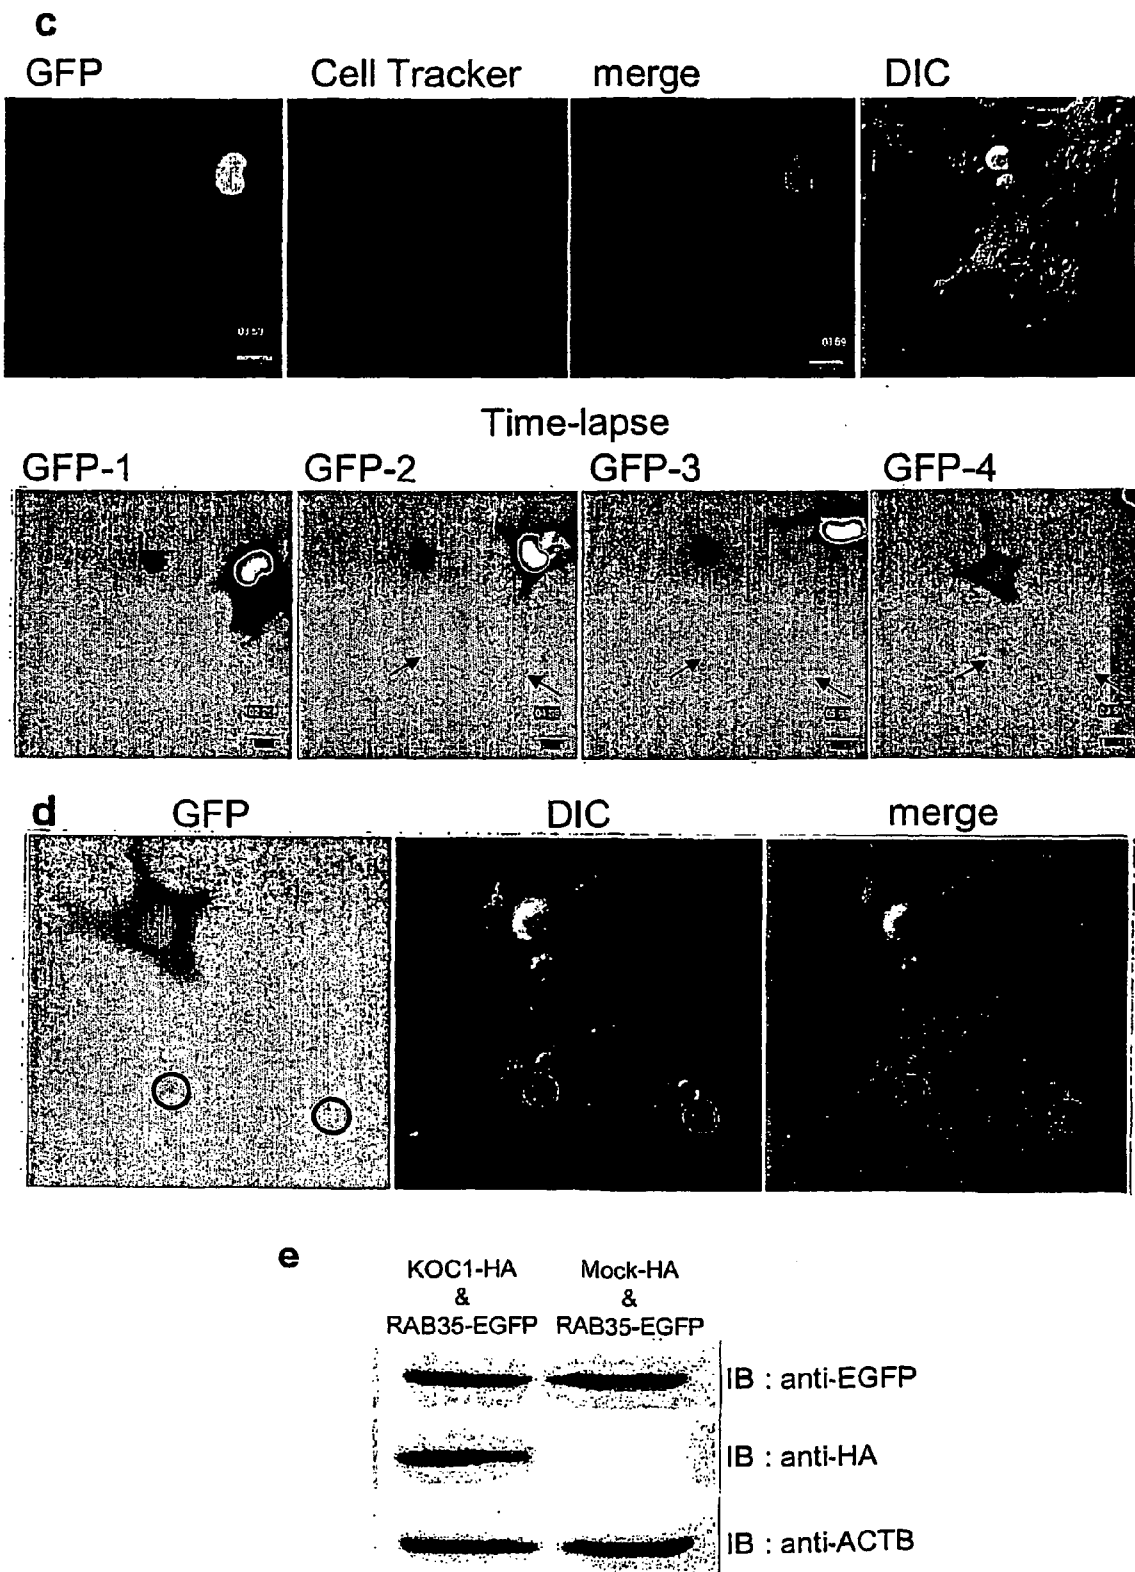 c
GFP Cell Tracker merge DIC
Time-lapse
GFP-1 GFP-2 GFP-3 GFP-4
d GFP DIC merge
e
KOC1-HA Mock-HA
& &
RAB35-EGFP RAB35-EGFP
IB : anti-EGFP
IB : anti-HA
IB : anti-ACTB